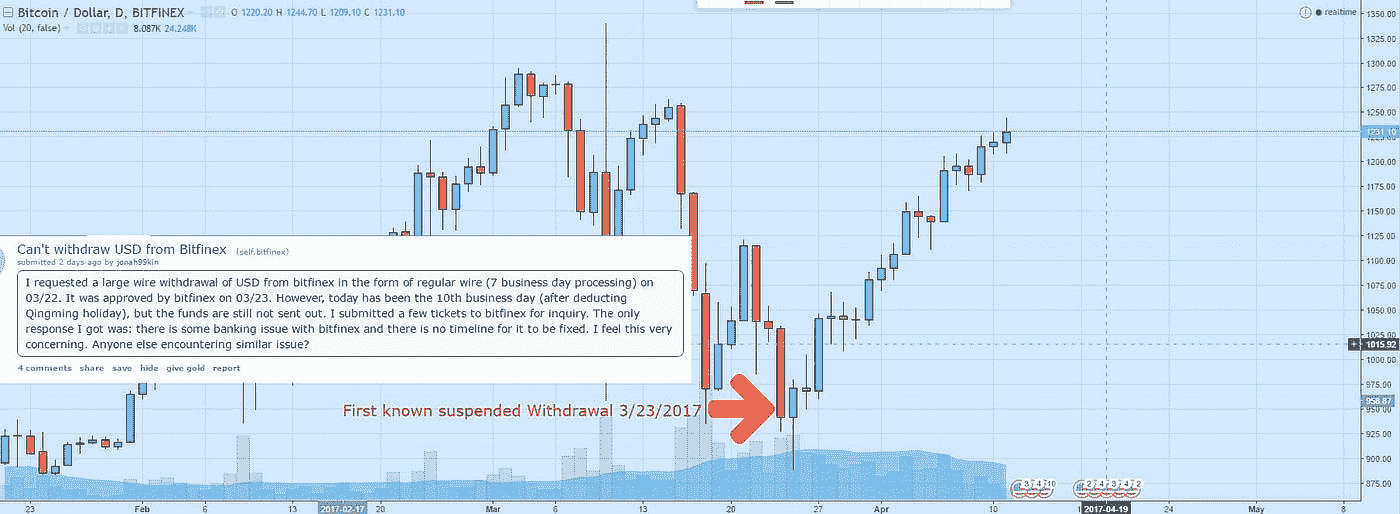 Bitcoin / Dollar, D, BITFINEX O 1220.20 H 1244.70 L 1209.10 C 1231.10
Vol (20, false) 8.087K 24.248K
realtime
1350.00
1325.00
1300.00
1275.00
1250.00
1231.10
1200.00
1175.00
1150.00
1125.00
1100.00
1075.00
1050.00
1015.92
1000.00
975.00
958.87
950.00
925.00
900.00
875.00
Can't withdraw USD from Bitfinex (self.bitfinex)
submitted 2 days ago by jonah99kin
I requested a large wire withdrawal of USD from bitfinex in the form of regular wire (7 business day processing) on
03/22. It was approved by bitfinex on 03/23. However, today has been the 10th business day (after deducting
Qingming holiday), but the funds are still not sent out. I submitted a few tickets to bitfinex for inquiry. The only
response I got was: there is some banking issue with bitfinex and there is no timeline for it to be fixed. I feel this very
concerning. Anyone else encountering similar issue?
4 comments share save hide give gold report
First known suspended Withdrawal 3/23/2017
23 Feb 6 13 2017-02-17 20 Mar 6 13 20 27 Apr 10 2017-04-19 24 May 8